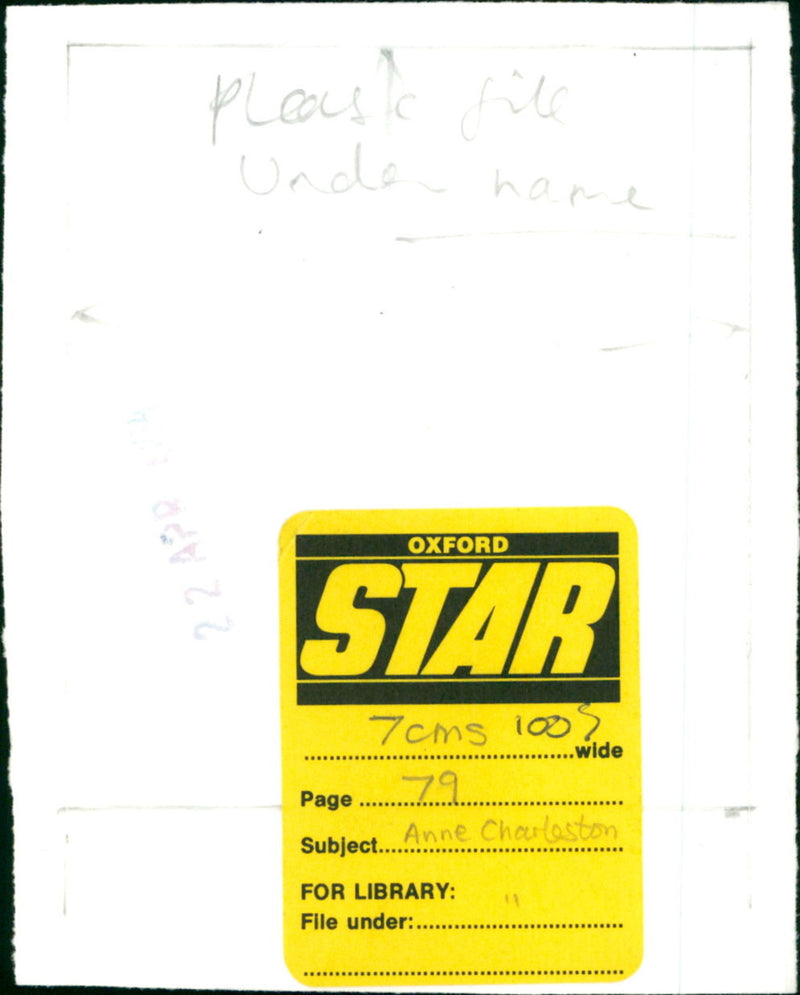 Please file
Under name
22 APR
OXFORD
STAR
7cms 100%
wide
Page 79
Subject Anne Charleston
FOR LIBRARY: "
File under: